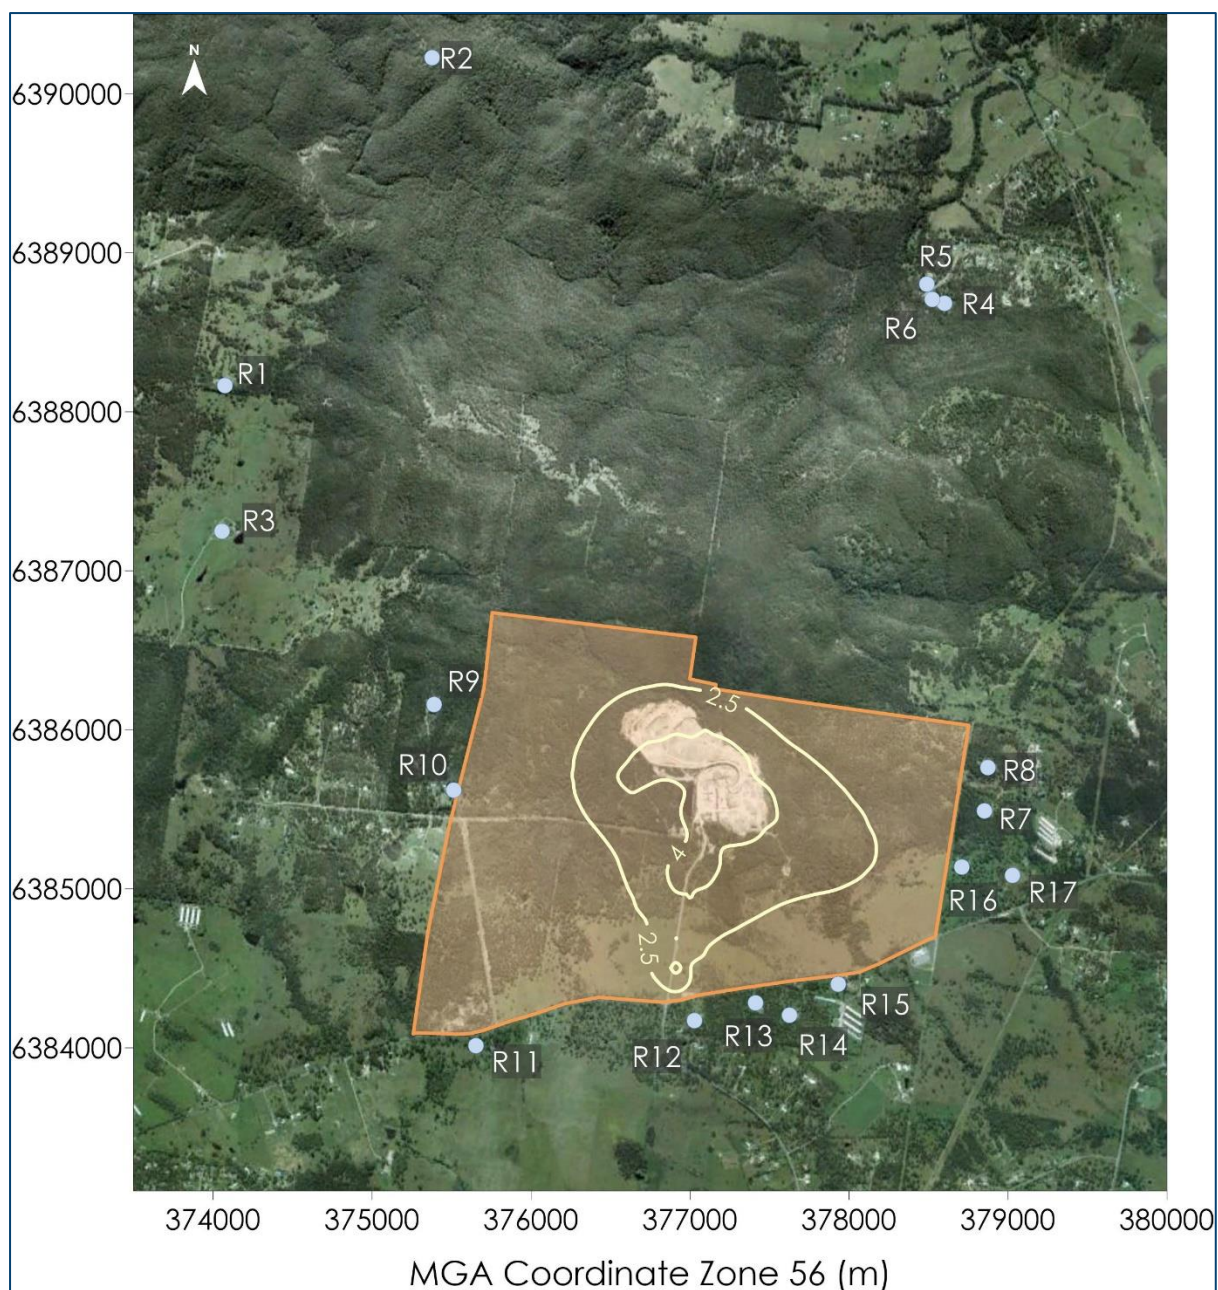 N
R2
6390000
6389000
R5
R4
R6
R1
6388000
R3
6387000
R9
2.5
6386000
R10
R8
R7
4
6385000
R16
R17
2.5
R15
R13
R14
R12
6384000
R11
374000 375000 376000 377000 378000 379000 380000
MGA Coordinate Zone 56 (m)